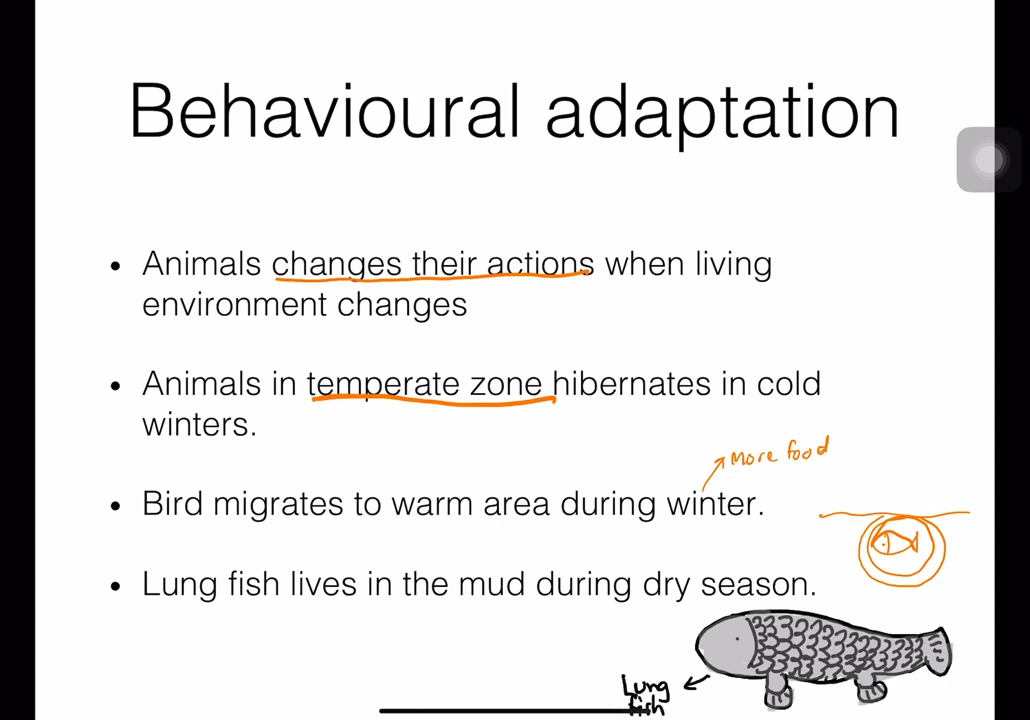 Behavioural adaptation
• Animals changes their actions when living
environment changes
• Animals in temperate zone hibernates in cold
winters.
More food
• Bird migrates to warm area during winter.
• Lung fish lives in the mud during dry season.
Lung
fish